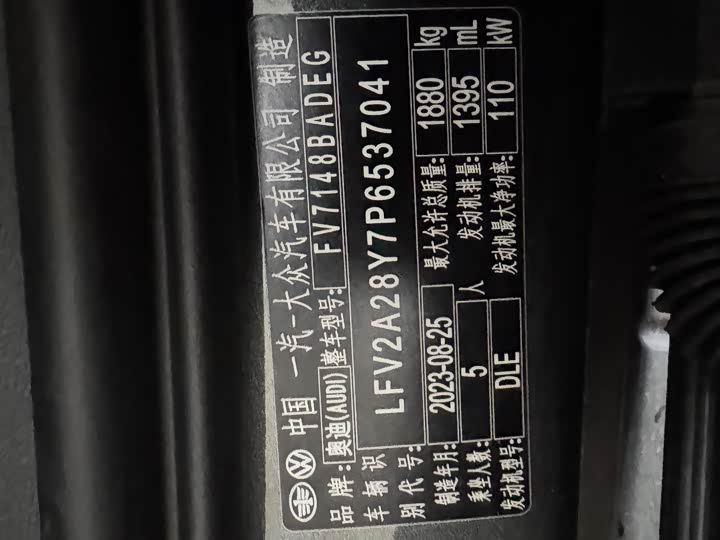 中国 一汽-大众汽车有限公司 制造
品牌: 奥迪(AUDI) 整车型号: FV7148BADEG
车辆识别代号: LFV2A28Y7P6537041
制造年月: 2023-08-25 最大允许总质量: 1880 kg
乘坐人数: 5 人 发动机排量: 1395 mL
发动机型号: DLE 发动机最大净功率: 110 kW